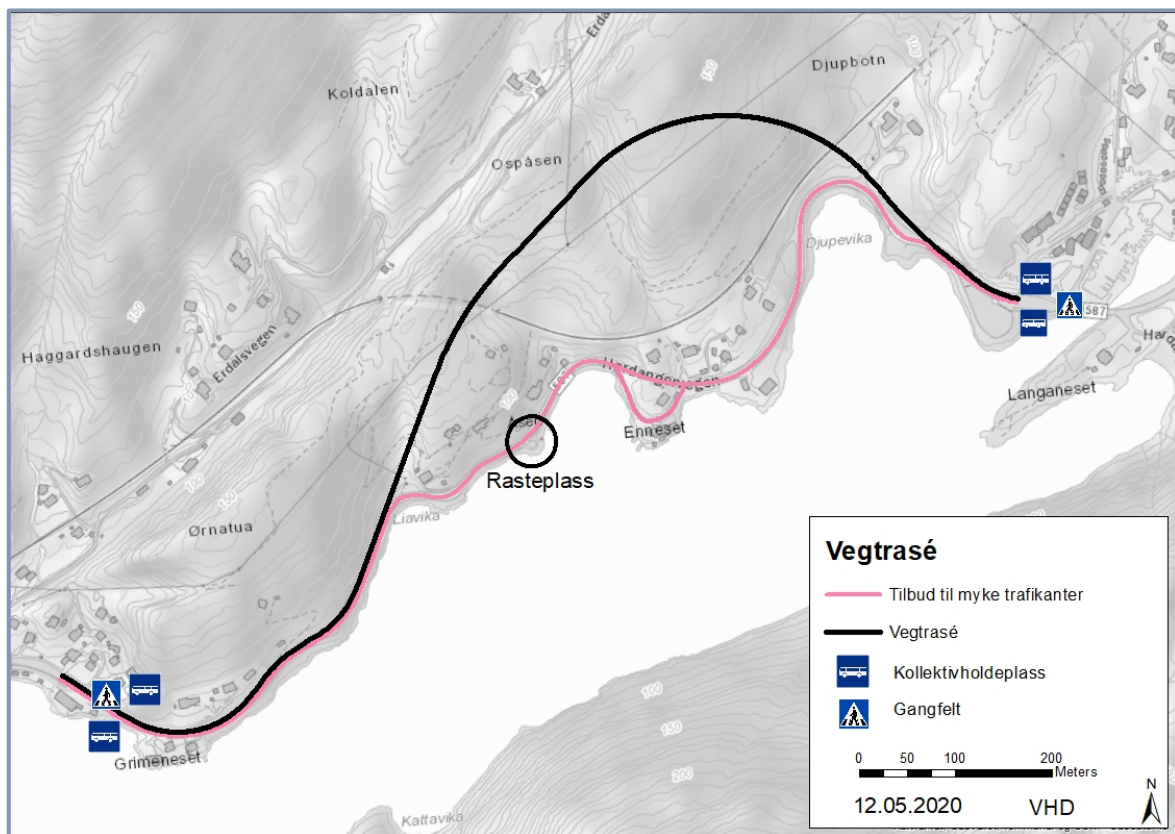 Koldalen
Djupbotn
Ospåsen
150
150
Djupevika
587
Haggardshaugen
Erdalsvegen
Langaneset
100
Enneset
Rasteplass
Liavika
Ørnatua
100
150
Grimeneset
Kattavika
100
150
200
Vegtrasé
Tilbud til myke trafikanter
Vegtrasé
Kollektivholdeplass
Gangfelt
0 50 100 200
Meters
12.05.2020 VHD
N